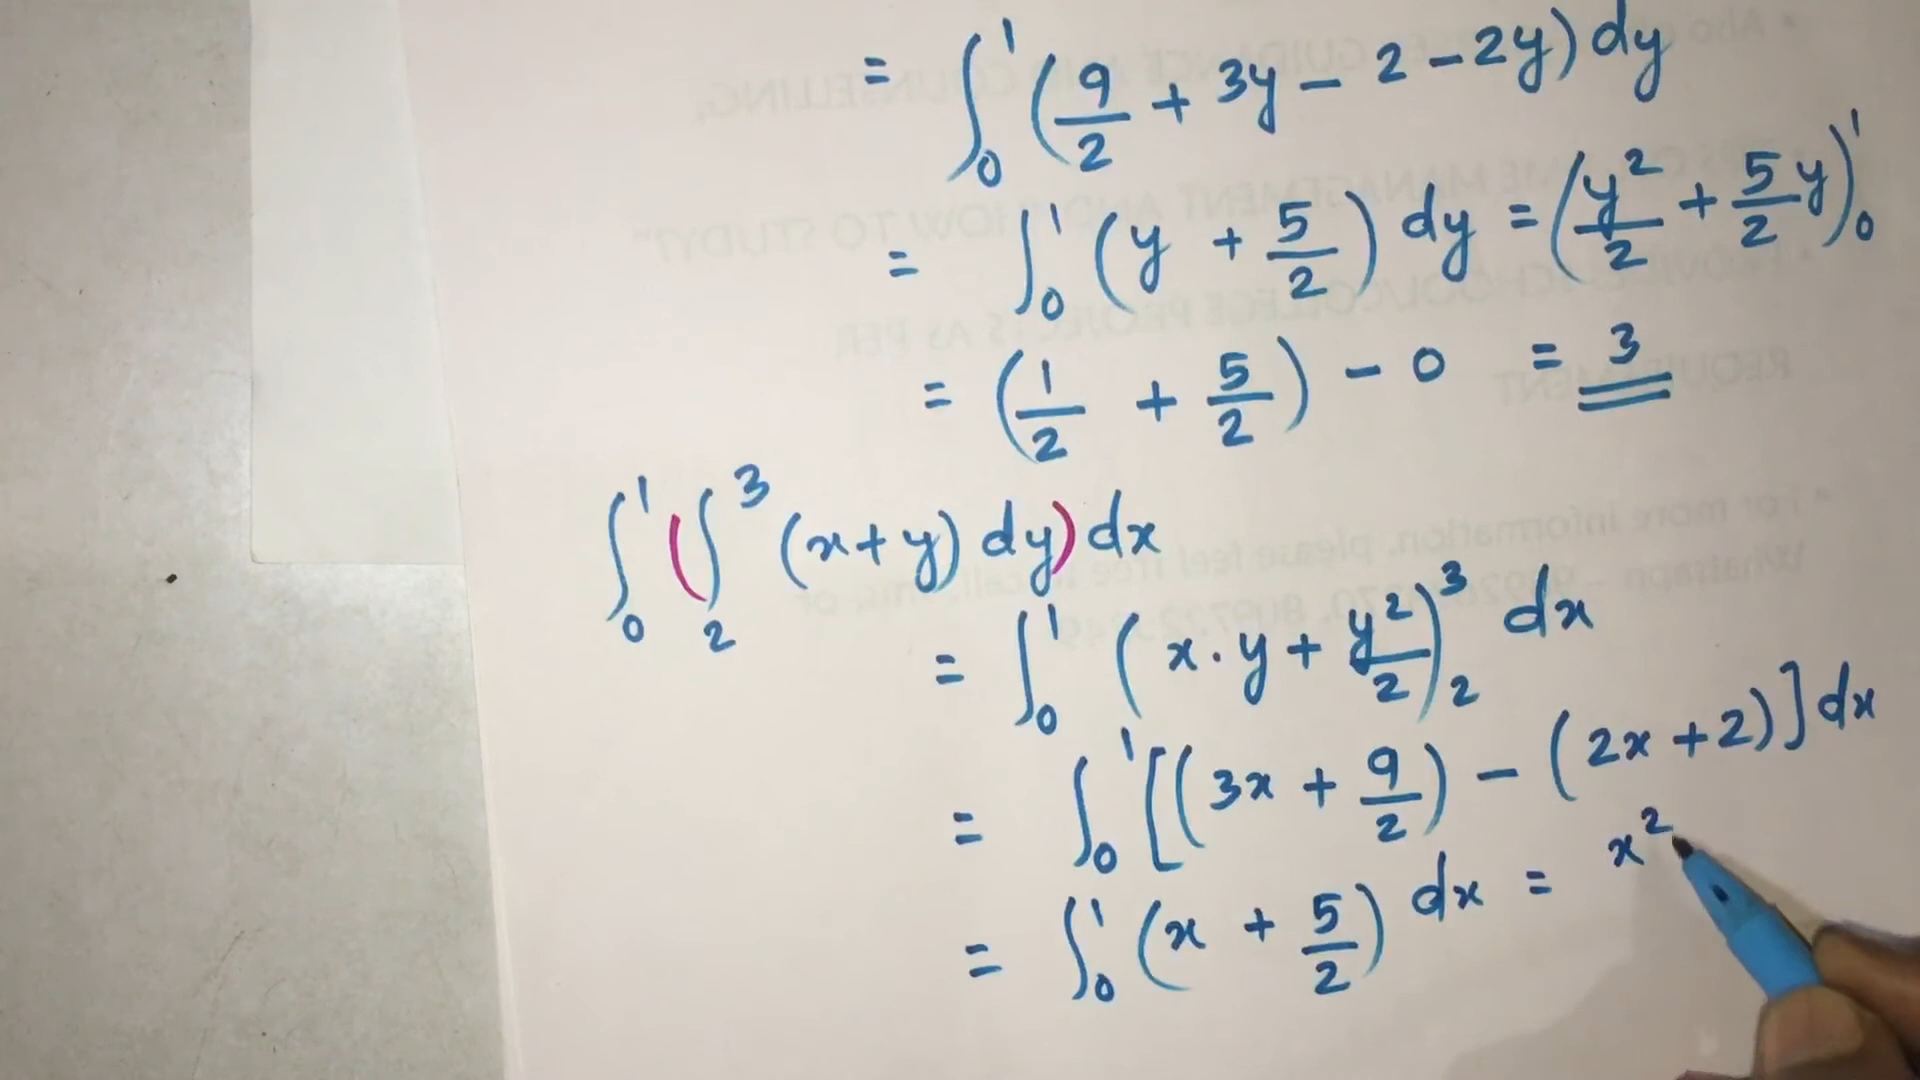 = ∫₀¹ (9/2 + 3y − 2 − 2y) dy
= ∫₀¹ (y + 5/2) dy = (y²/2 + 5/2 y)₀¹
= (1/2 + 5/2) − 0 = 3
∫₀¹ (∫₂³ (x+y) dy) dx
= ∫₀¹ (x·y + y²/2)₂³ dx
= ∫₀¹ [(3x + 9/2) − (2x+2)] dx
= ∫₀¹ (x + 5/2) dx = x²